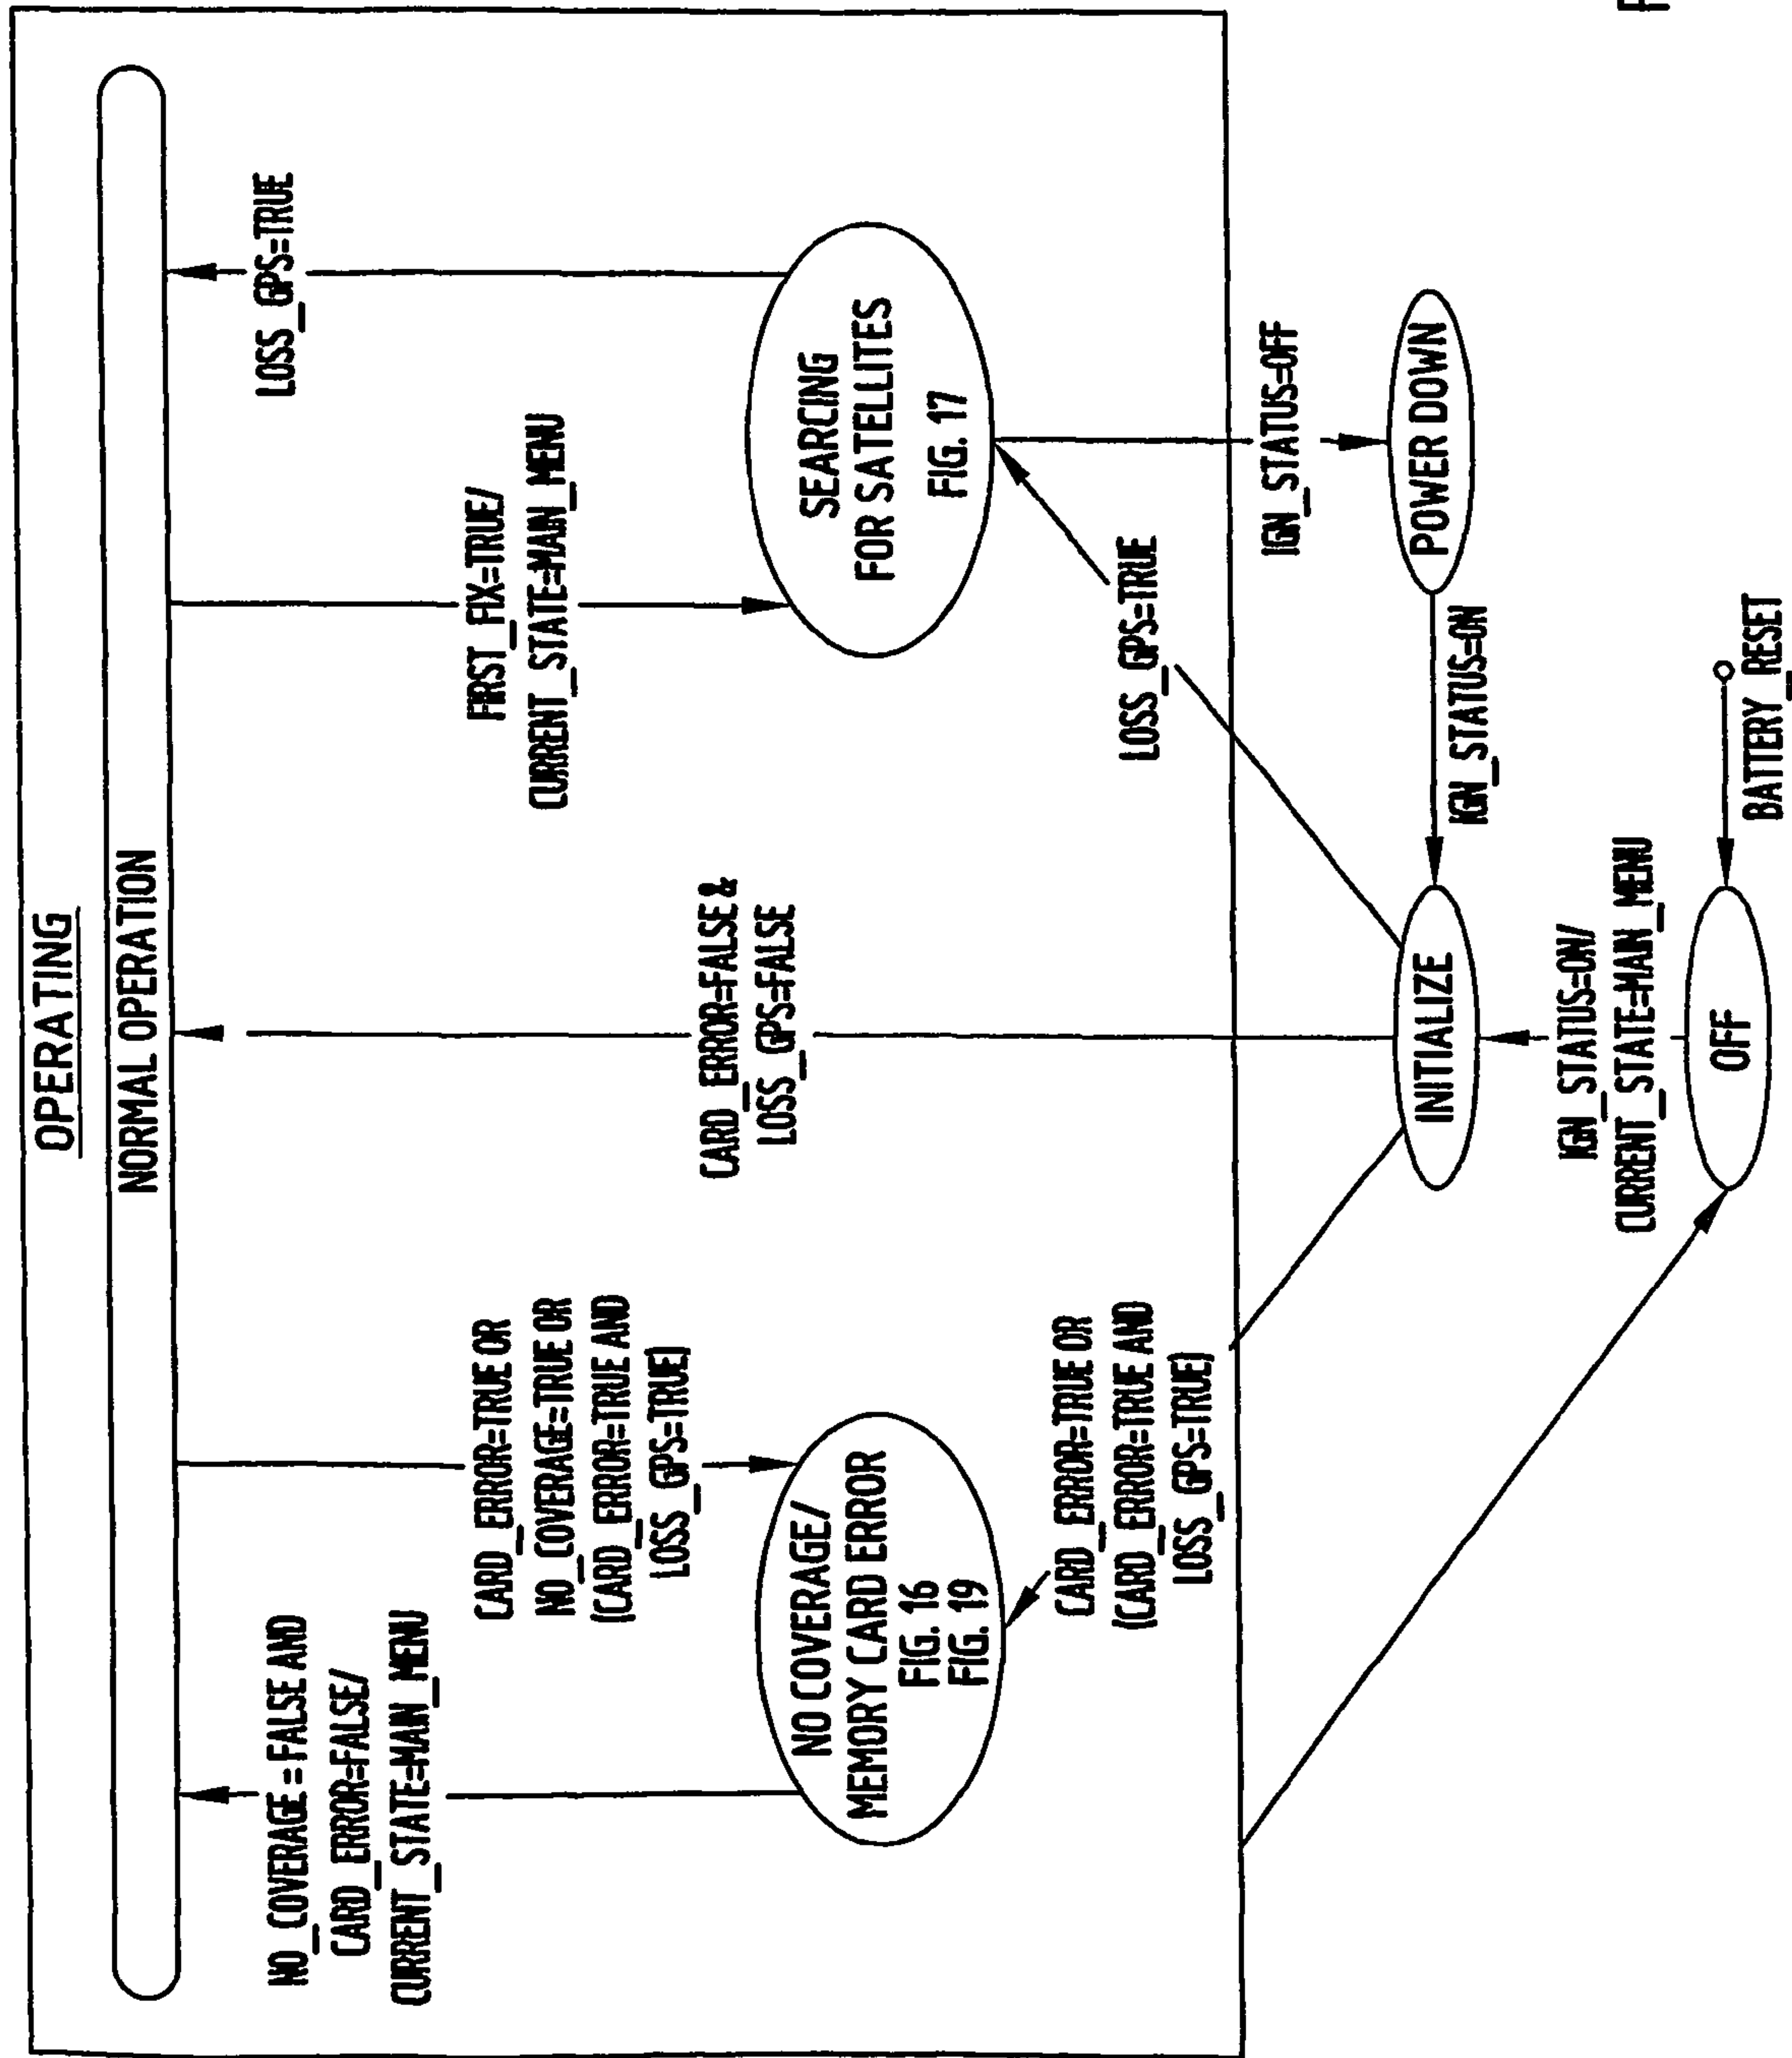 OPERATING
NORMAL OPERATION
NO_COVERAGE = FALSE AND
CARD_ERROR=FALSE/
CURRENT_STATE=MAIN_MENU
CARD_ERROR=TRUE OR
NO_COVERAGE=TRUE OR
(CARD_ERROR=TRUE AND
LOSS_GPS=TRUE)
CARD_ERROR=FALSE &
LOSS_GPS=FALSE
FIRST_FIX=TRUE/
CURRENT_STATE=MAIN_MENU
LOSS_GPS=TRUE
NO COVERAGE/
MEMORY CARD ERROR
FIG. 16
FIG. 19
SEARCING
FOR SATELLITES
FIG. 17
CARD_ERROR=TRUE OR
(CARD_ERROR=TRUE AND
LOSS_GPS=TRUE)
LOSS_GPS=TRUE
IGN_STATUS=OFF
INITIALIZE
IGN_STATUS=ON
POWER DOWN
IGN_STATUS=ON/
CURRENT_STATE=MAIN_MENU
OFF
BATTERY_RESET